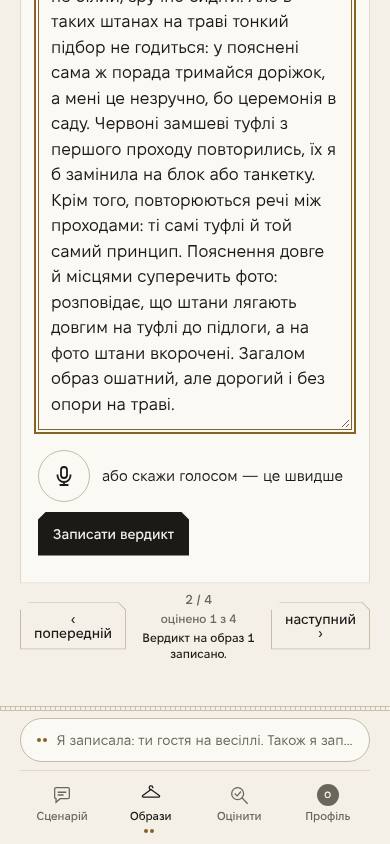 таких штанах на траві тонкий
підбор не годиться: у поясненні
сама ж порада тримайся доріжок,
а мені це незручно, бо церемонія в
саду. Червоні замшеві туфлі з
першого проходу повторились, їх я
б замінила на блок або танкетку.
Крім того, повторюються речі між
проходами: ті самі туфлі й той
самий принцип. Пояснення довге
й місцями суперечить фото:
розповідає, що штани лягають
довгим на туфлі до підлоги, а на
фото штани вкорочені. Загалом
образ ошатний, але дорогий і без
опори на траві.
або скажи голосом — це швидше
Записати вердикт
‹
попередній
2 / 4
оцінено 1 з 4
Вердикт на образ 1
записано.
наступний
›
Я записала: ти гостя на весіллі. Також я зап...
Сценарій
Образи
Оцінити
О
Профіль